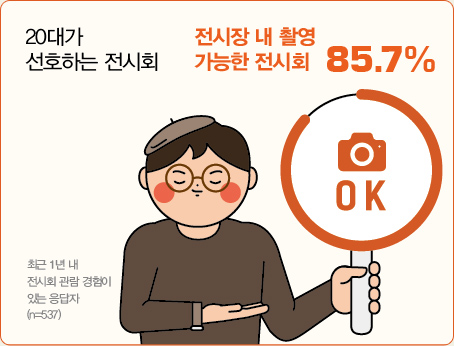 20대가
선호하는 전시회
전시장 내 촬영
가능한 전시회 85.7%
OK
최근 1년 내
전시회 관람 경험이
있는 응답자
(n=537)